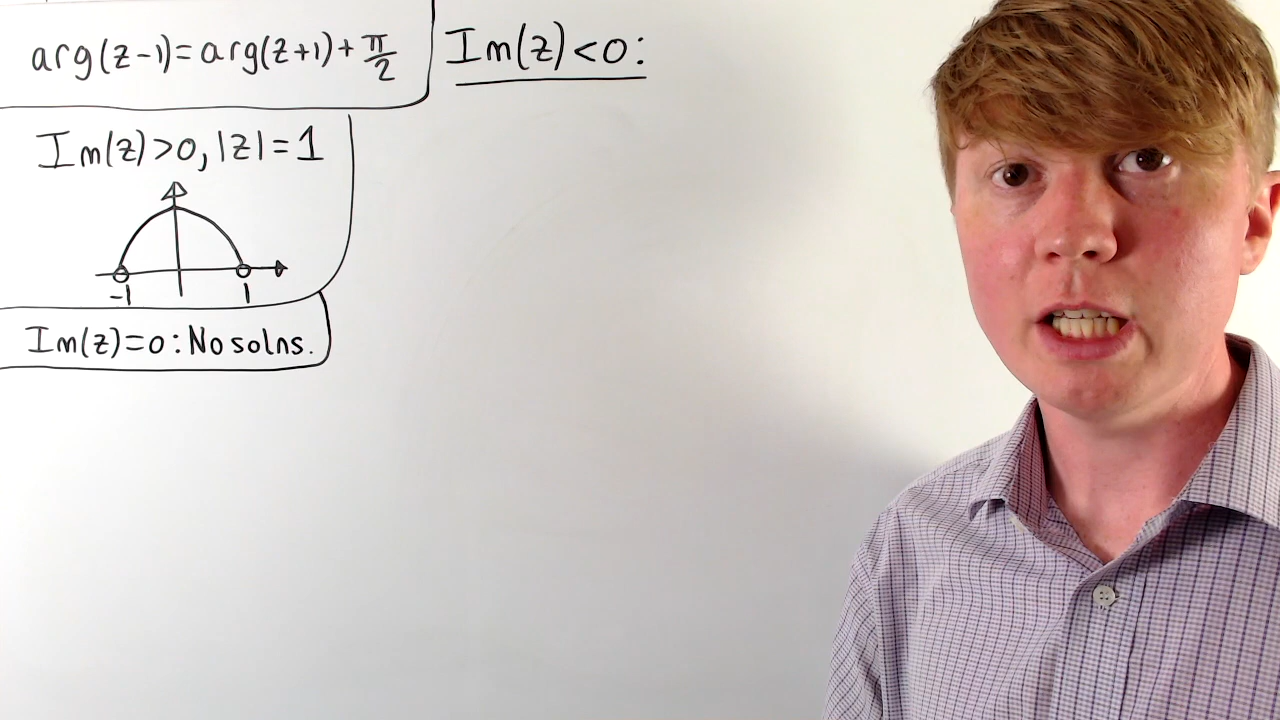 arg(z-1)=arg(z+1)+π/2
Im(z)<0:
Im(z)>0, |z|=1
-1 1
Im(z)=0: No solns.